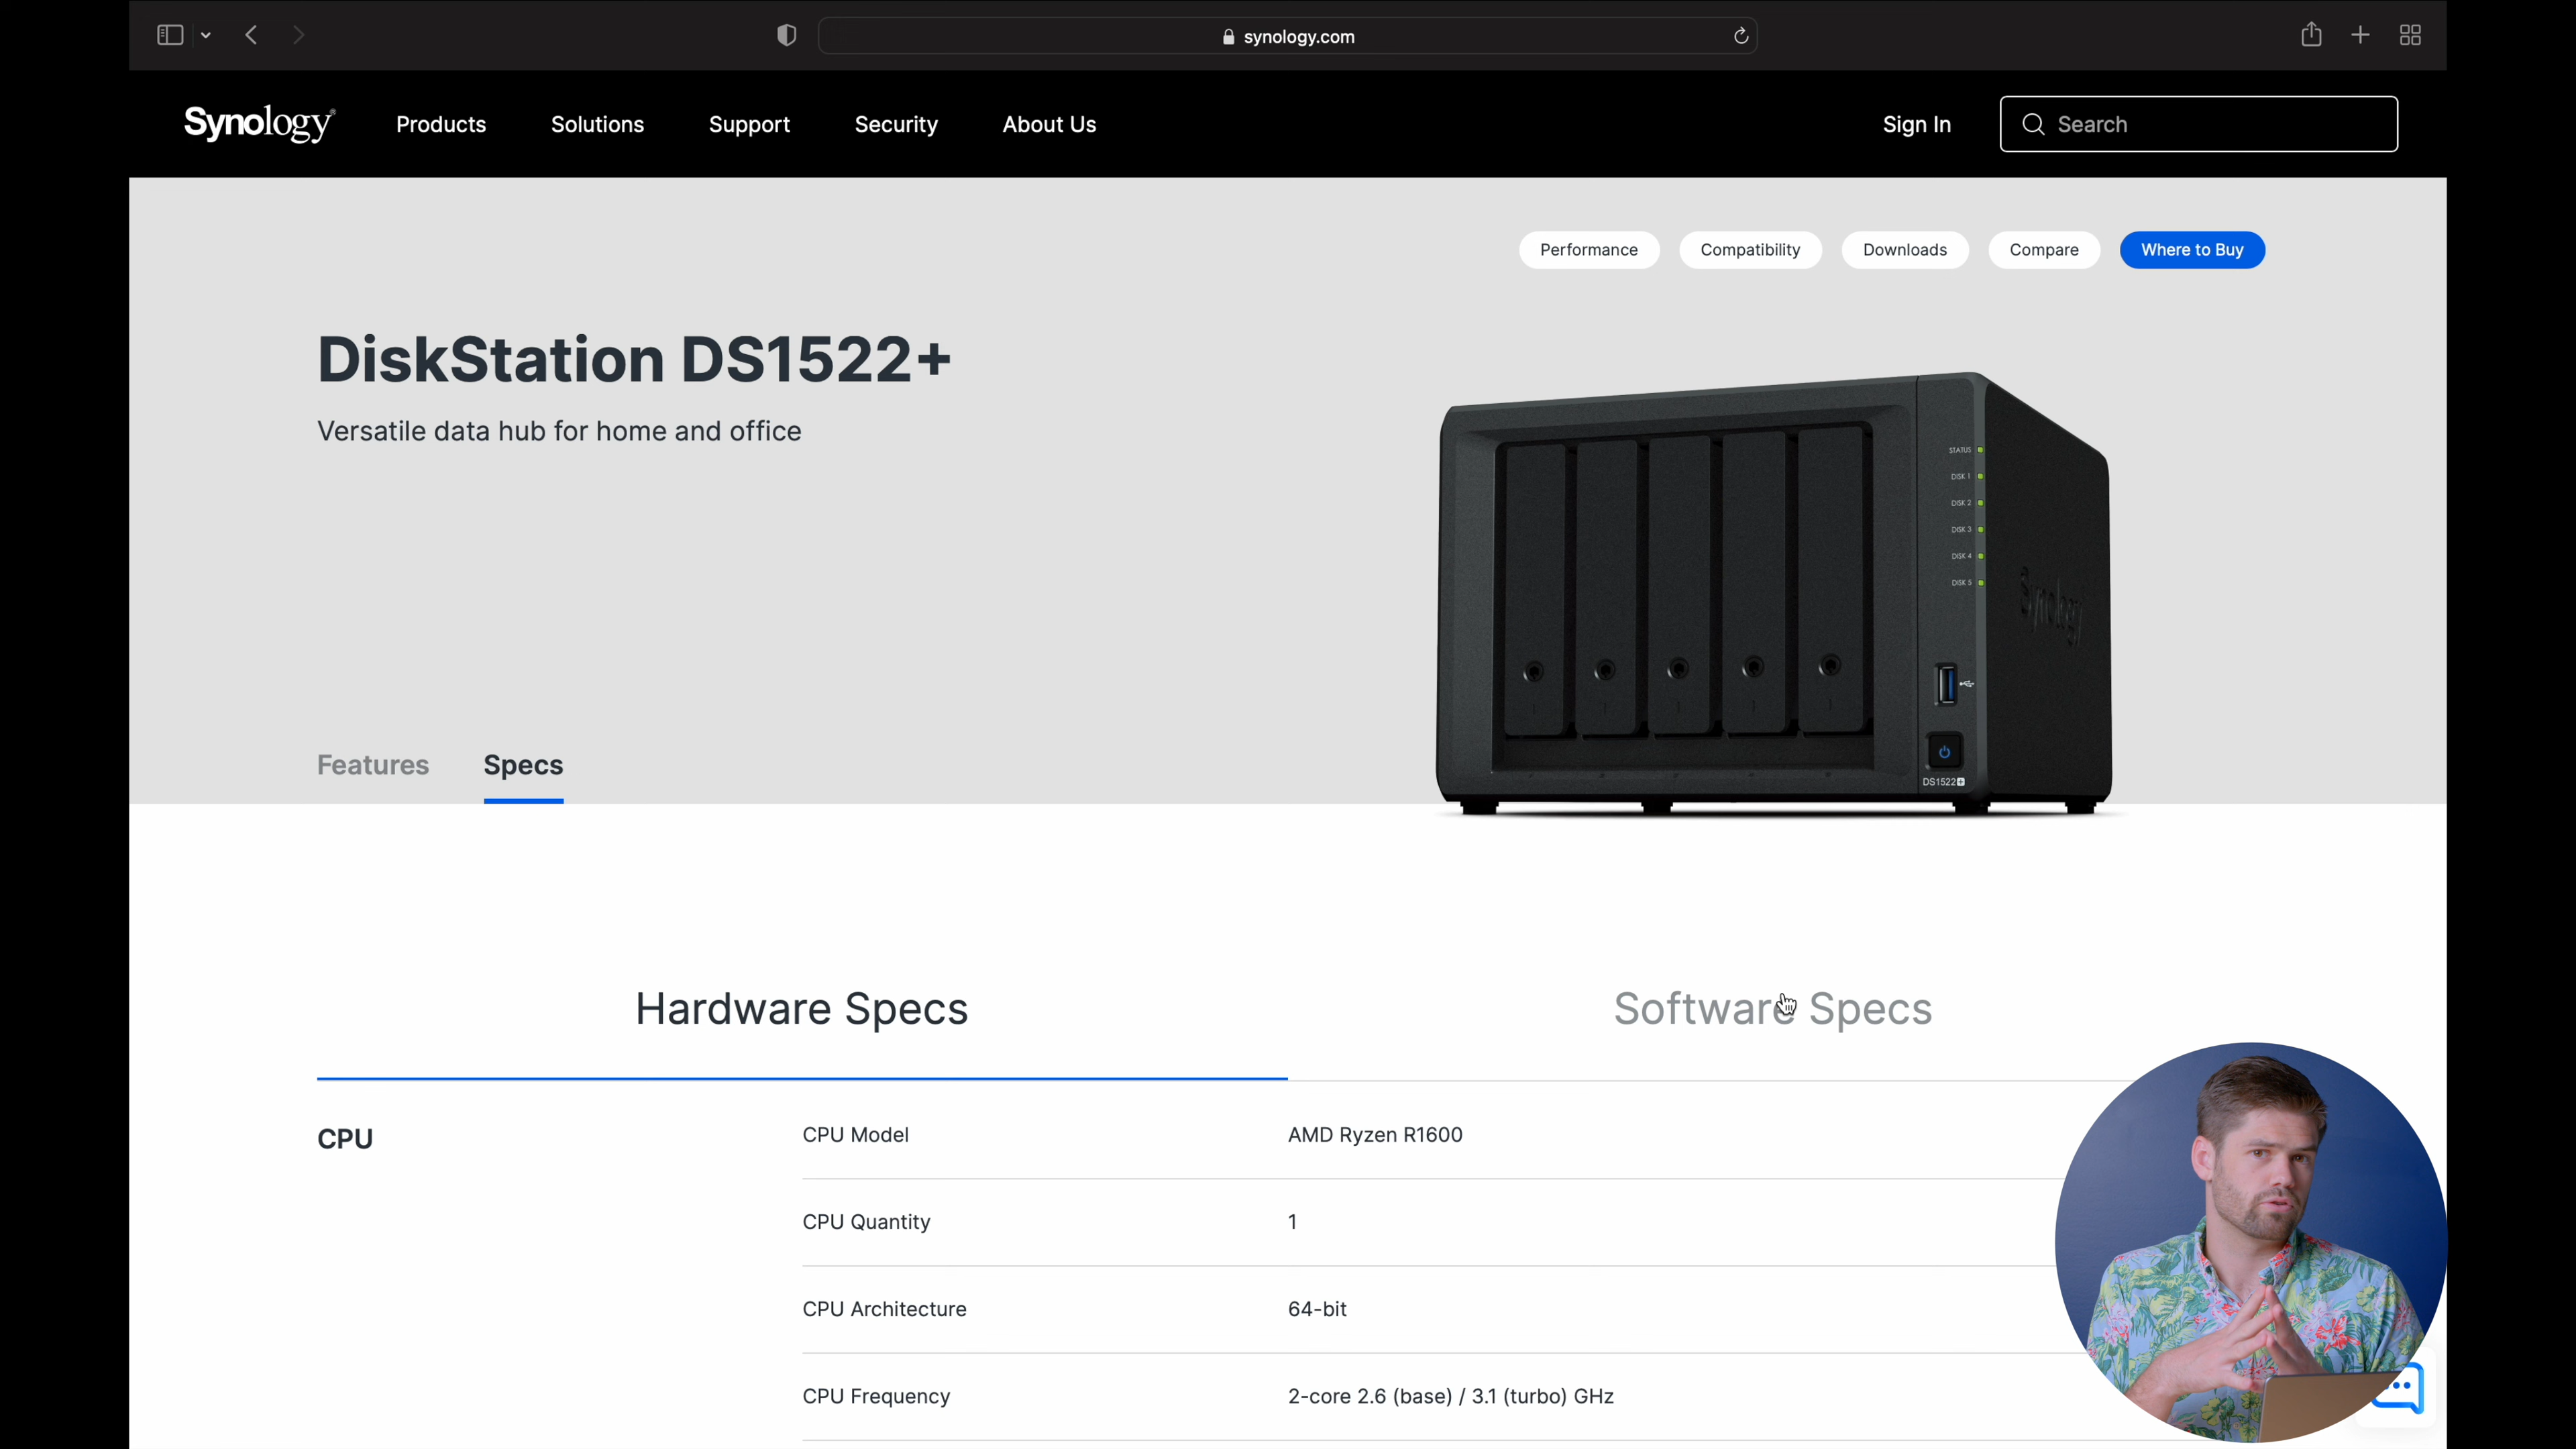 synology.com
Synology
Products
Solutions
Support
Security
About Us
Sign In
Search
Performance
Compatibility
Downloads
Compare
Where to Buy
DiskStation DS1522+
Versatile data hub for home and office
STATUS
DISK 1
DISK 2
DISK 3
DISK 4
DISK 5
Synology
DS1522+
Features
Specs
Hardware Specs
Software Specs
CPU
CPU Model
AMD Ryzen R1600
CPU Quantity
1
CPU Architecture
64-bit
CPU Frequency
2-core 2.6 (base) / 3.1 (turbo) GHz